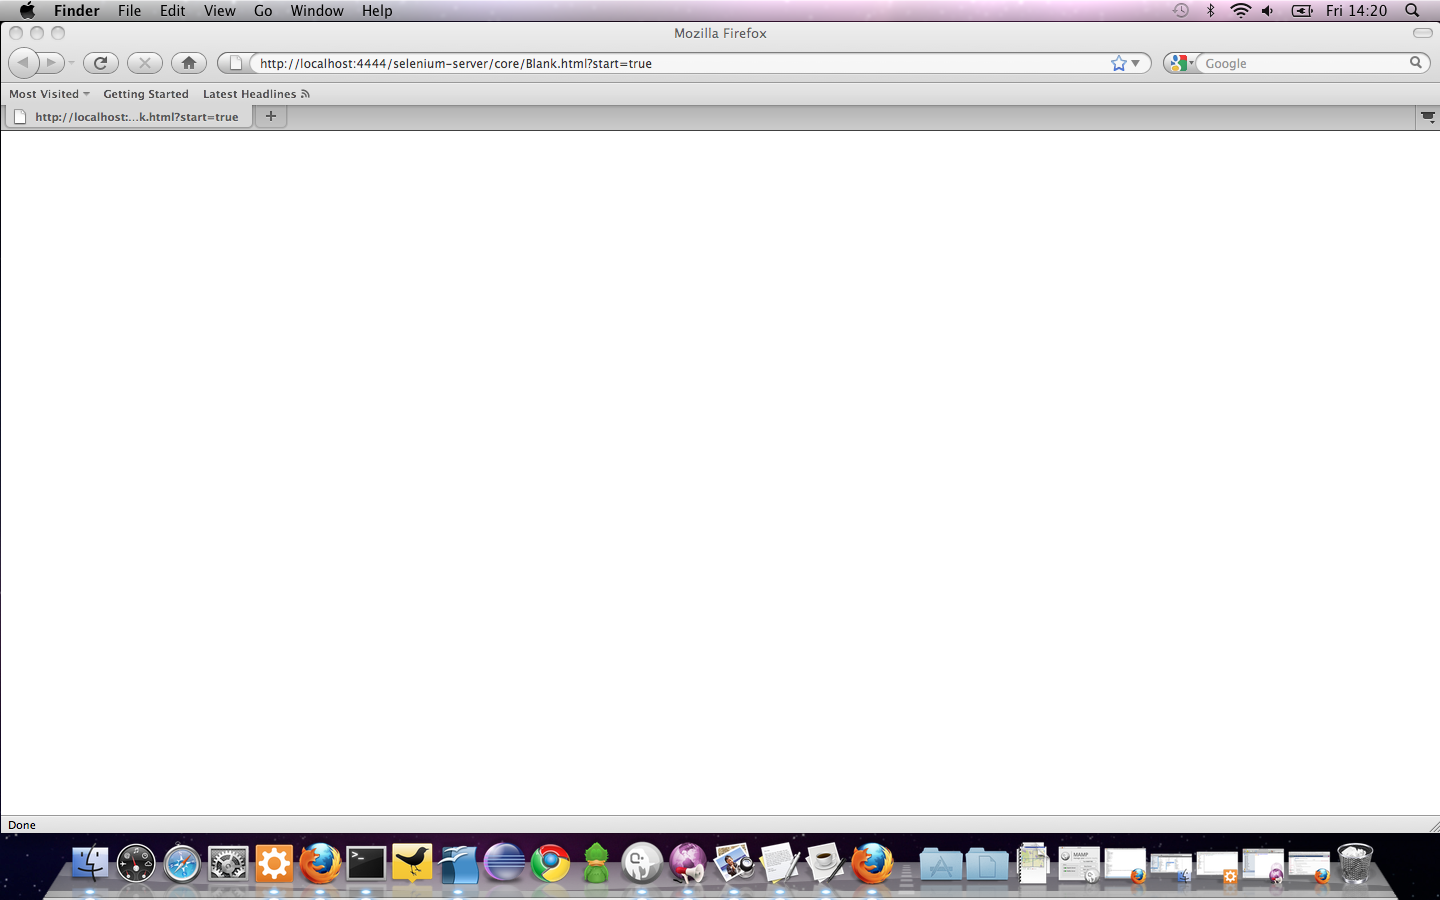 Finder File Edit View Go Window Help Fri 14:20
Mozilla Firefox
http://localhost:4444/selenium-server/core/Blank.html?start=true Google
Most Visited Getting Started Latest Headlines
http://localhost:...k.html?start=true +
Done
MAMP